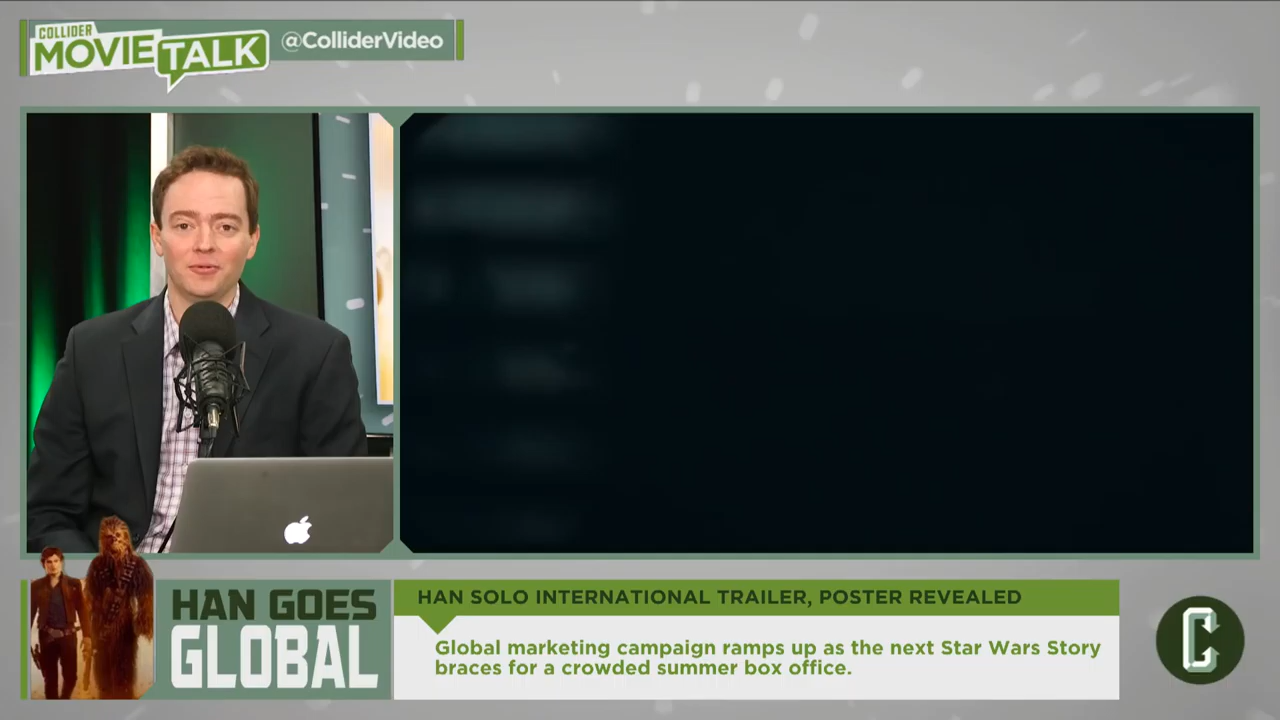 COLLIDER
MOVIE TALK
@ColliderVideo
HAN GOES
GLOBAL
HAN SOLO INTERNATIONAL TRAILER, POSTER REVEALED
Global marketing campaign ramps up as the next Star Wars Story
braces for a crowded summer box office.